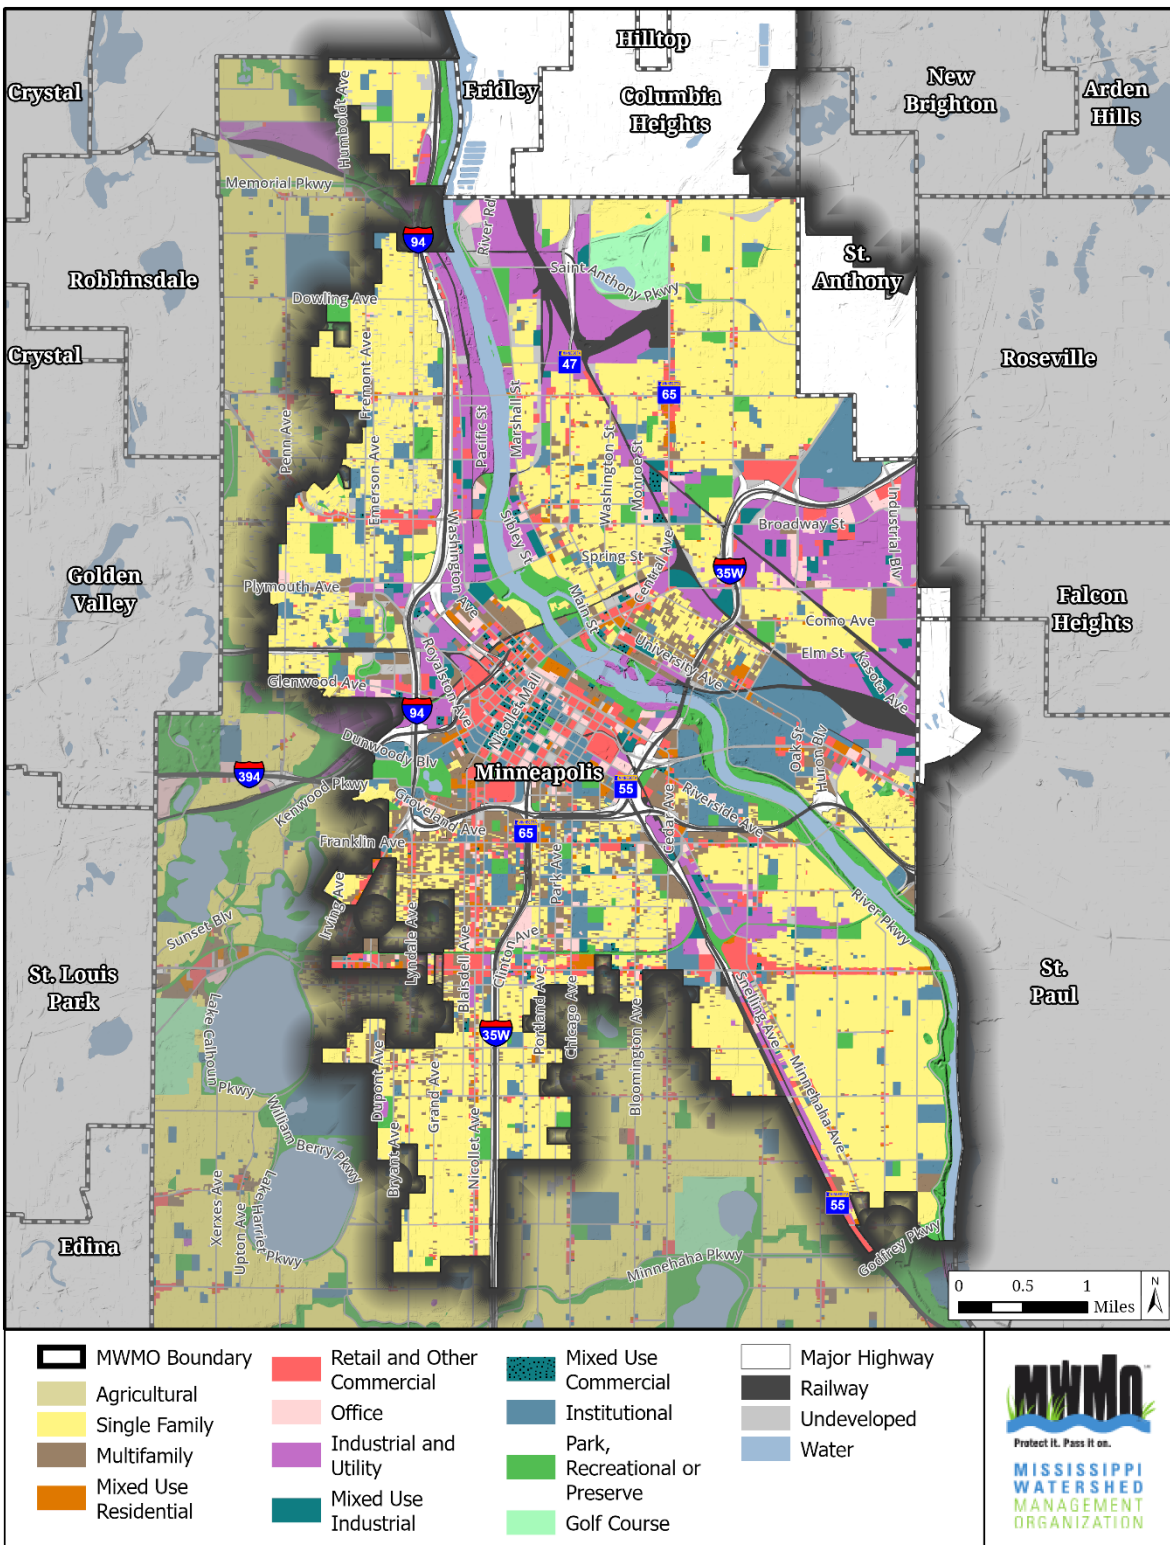 Hilltop
Crystal
Fridley
Columbia
Heights
New
Brighton
Arden
Hills
Humboldt Ave
Memorial Pkwy
River Rd
94
Saint Anthony Pkwy
St.
Anthony
Robbinsdale
Dowling Ave
Crystal
Fremont Ave
47
65
Roseville
Penn Ave
Emerson Ave
Pacific St
Marshall St
Washington St
Monroe St
Washington Ave
Sibley St
Broadway St
Industrial Blv
Spring St
Central Ave
35W
Golden
Valley
Plymouth Ave
Main St
Como Ave
Falcon
Heights
University Ave
Elm St
Kasota Ave
Royalston Ave
Glenwood Ave
Nicollet Mall
94
Dunwoody Blv
Oak St
Huron Blv
394
Minneapolis
Kenwood Pkwy
Groveland Ave
55
Riverside Ave
Cedar Ave
65
Franklin Ave
Park Ave
Irving Ave
Sunset Blv
River Pkwy
Lyndale Ave
Blaisdell Ave
Clinton Ave
St. Louis
Park
Portland Ave
Chicago Ave
Snelling Ave
St.
Paul
Lake Calhoun Pkwy
35W
Bloomington Ave
Dupont Ave
Grand Ave
Minnehaha Ave
William Berry Pkwy
Bryant Ave
Nicollet Ave
Xerxes Ave
Upton Ave
Lake Harriet Pkwy
55
Edina
Minnehaha Pkwy
Godfrey Pkwy
0 0.5 1
Miles
N
MWMO Boundary
Agricultural
Single Family
Multifamily
Mixed Use
Residential
Retail and Other
Commercial
Office
Industrial and
Utility
Mixed Use
Industrial
Mixed Use
Commercial
Institutional
Park,
Recreational or
Preserve
Golf Course
Major Highway
Railway
Undeveloped
Water
MWMO
Protect it. Pass it on.
MISSISSIPPI
WATERSHED
MANAGEMENT
ORGANIZATION